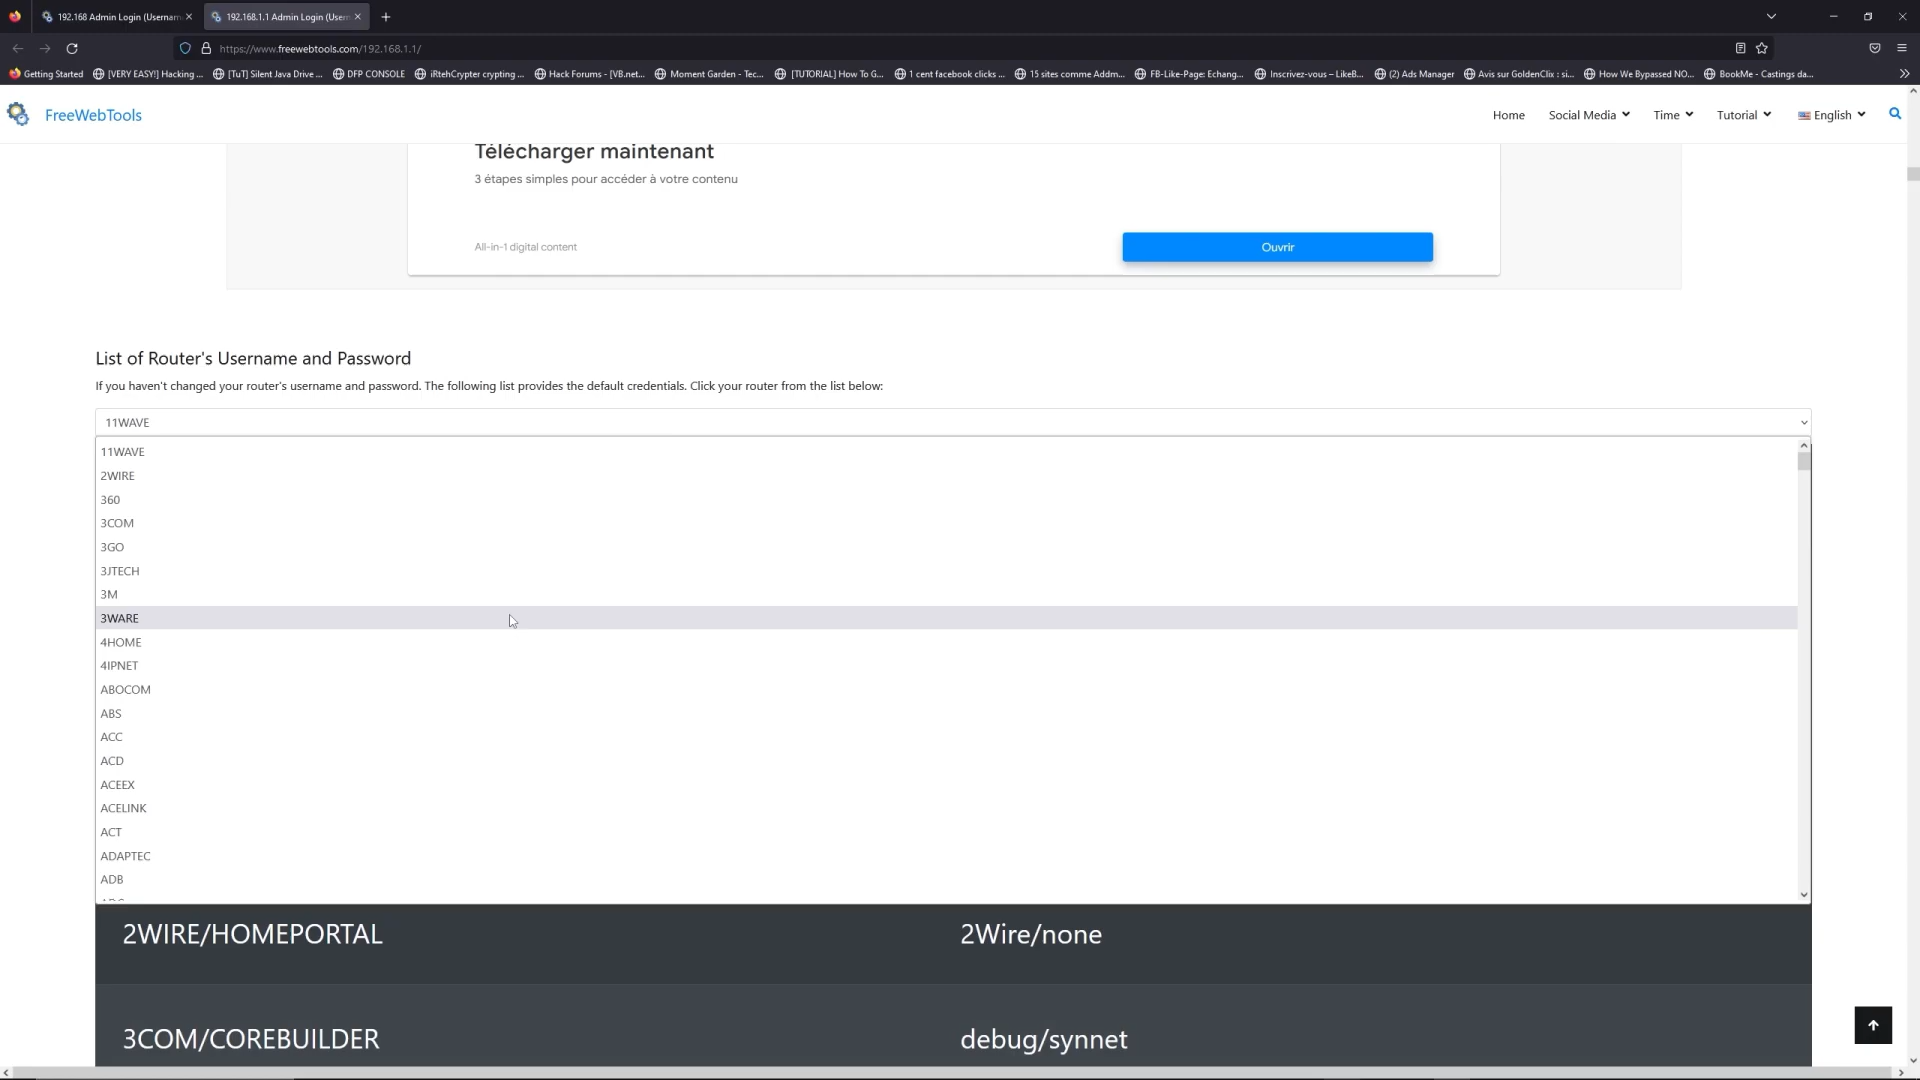 192.168 Admin Login (Usernam
192.168.1.1 Admin Login (Usern
https://www.freewebtools.com/192.168.1.1/
Getting Started
[VERY EASY!] Hacking ...
[TuT] Silent Java Drive ...
DFP CONSOLE
iRtehCrypter crypting ...
Hack Forums - [VB.net...
Moment Garden - Tec...
[TUTORIAL] How To G...
1 cent facebook clicks ...
15 sites comme Addm...
FB-Like-Page: Echang...
Inscrivez-vous – LikeB...
(2) Ads Manager
Avis sur GoldenClix : si...
How We Bypassed NO...
BookMe - Castings da...
FreeWebTools
Home
Social Media
Time
Tutorial
English
Télécharger maintenant
3 étapes simples pour accéder à votre contenu
All-in-1 digital content
Ouvrir
List of Router's Username and Password
If you haven't changed your router's username and password. The following list provides the default credentials. Click your router from the list below:
11WAVE
11WAVE
2WIRE
360
3COM
3GO
3JTECH
3M
3WARE
4HOME
4IPNET
ABOCOM
ABS
ACC
ACD
ACEEX
ACELINK
ACT
ADAPTEC
ADB
2WIRE/HOMEPORTAL
2Wire/none
3COM/COREBUILDER
debug/synnet